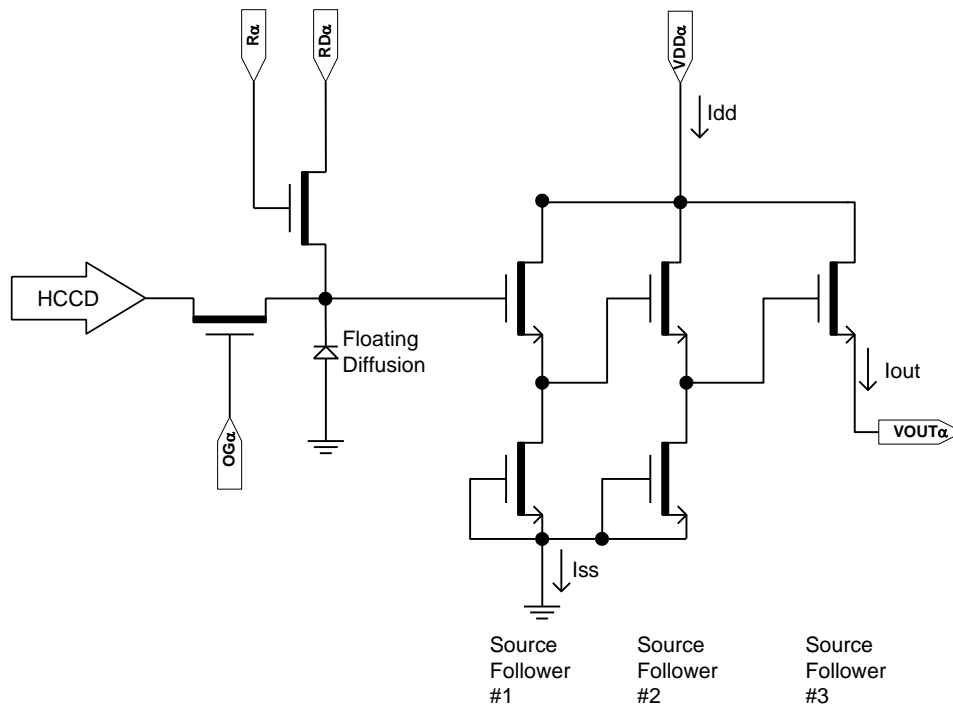 Rα
RDα
VDDα
Idd
HCCD
Floating
Diffusion
Iout
OGα
VOUTα
Iss
Source
Follower
#1
Source
Follower
#2
Source
Follower
#3